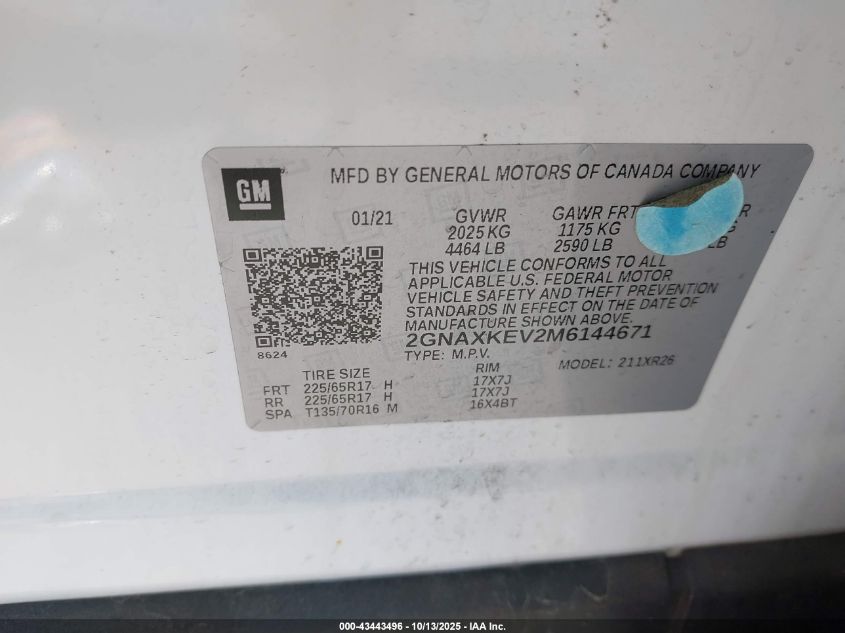 GM
MFD BY GENERAL MOTORS OF CANADA COMPANY
01/21 GVWR GAWR FRT
2025 KG 1175 KG
4464 LB 2590 LB LB
THIS VEHICLE CONFORMS TO ALL
APPLICABLE U.S. FEDERAL MOTOR
VEHICLE SAFETY AND THEFT PREVENTION
STANDARDS IN EFFECT ON THE DATE OF
MANUFACTURE SHOWN ABOVE.
2GNAXKEV2M6144671
8624
TYPE: M.P.V. MODEL: 211XR26
TIRE SIZE RIM
FRT 225/65R17 H 17X7J
RR 225/65R17 H 17X7J
SPA T135/70R16 M 16X4BT
000-43443496 - 10/13/2025 - IAA Inc.